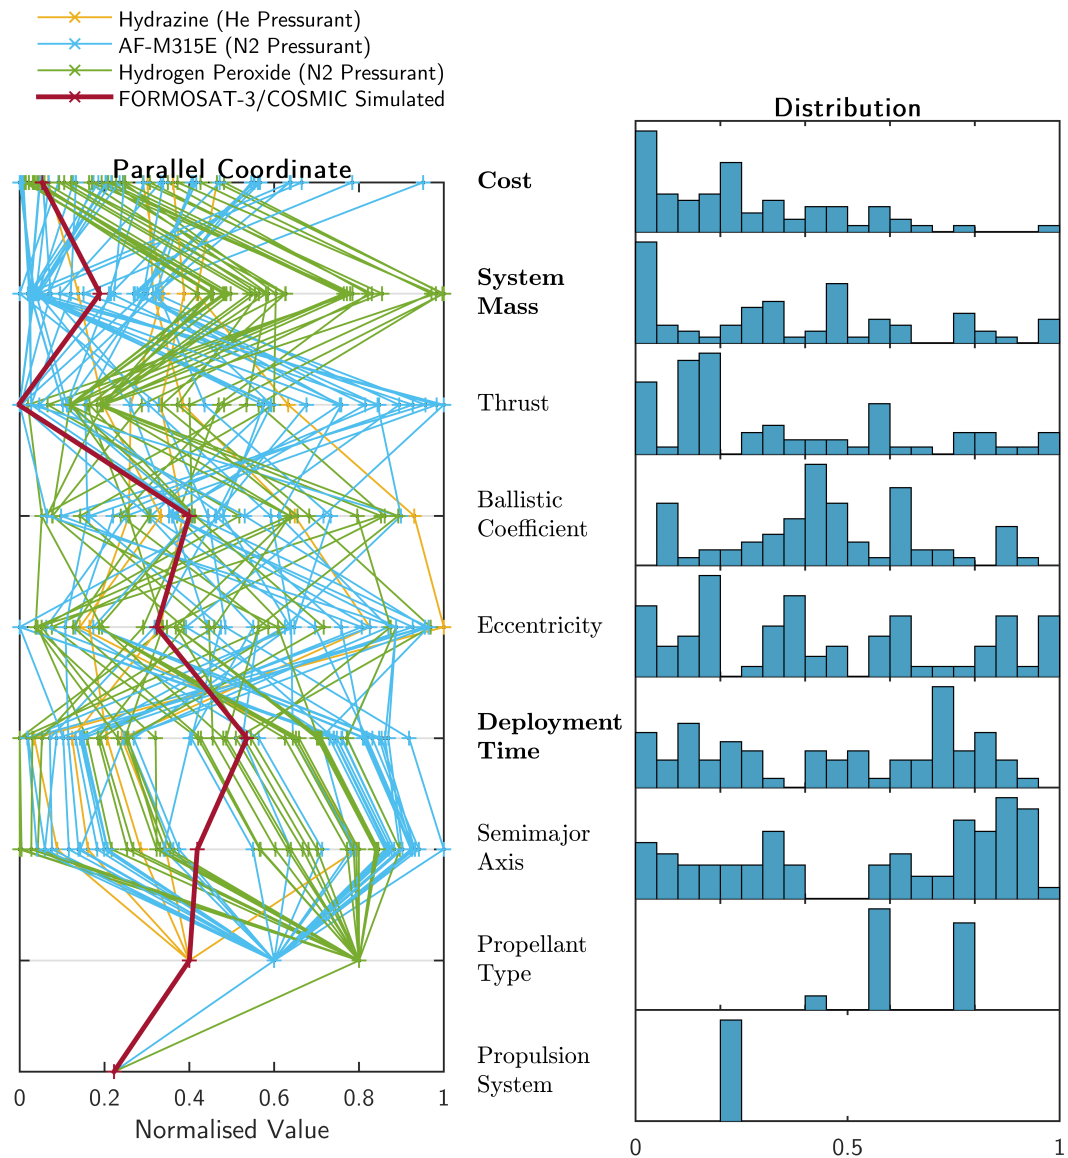 Hydrazine (He Pressurant)
AF-M315E (N2 Pressurant)
Hydrogen Peroxide (N2 Pressurant)
FORMOSAT-3/COSMIC Simulated
Parallel Coordinate
Distribution
Cost
System
Mass
Thrust
Ballistic
Coefficient
Eccentricity
Deployment
Time
Semimajor
Axis
Propellant
Type
Propulsion
System
0 0.2 0.4 0.6 0.8 1
Normalised Value
0 0.5 1